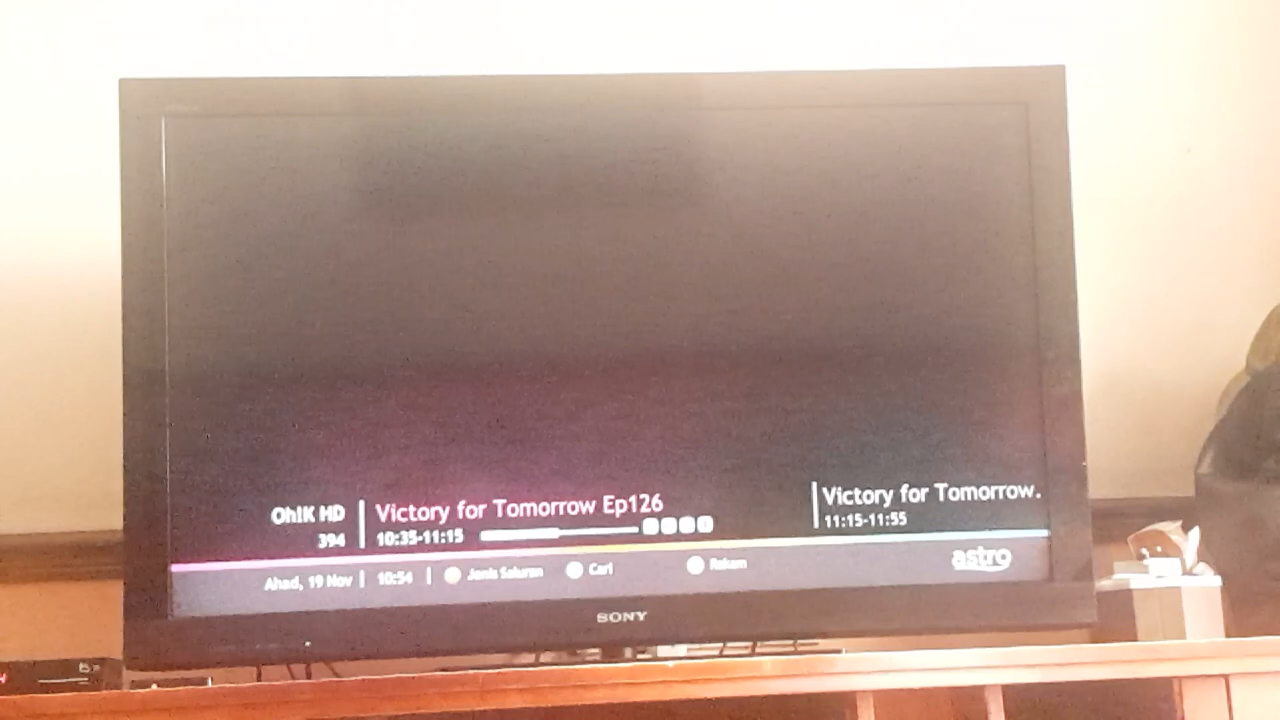 Oh!K HD
394
Victory for Tomorrow Ep126
10:35-11:15
Victory for Tomorrow.
11:15-11:55
Ahad, 19 Nov | 10:54 | Jenis Saluran Cari Rakam
astro
SONY